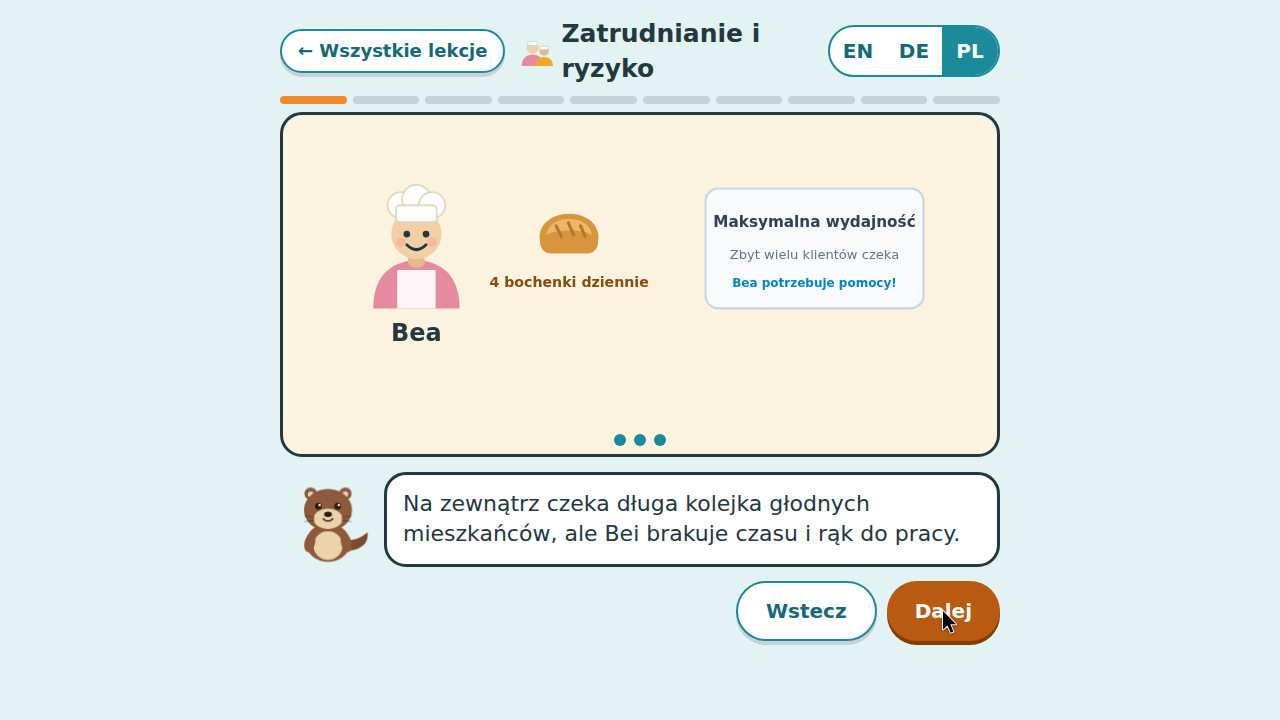 ← Wszystkie lekcje
Zatrudnianie i
ryzyko
EN DE PL
Maksymalna wydajność
Zbyt wielu klientów czeka
Bea potrzebuje pomocy!
4 bochenki dziennie
Bea
Na zewnątrz czeka długa kolejka głodnych
mieszkańców, ale Bei brakuje czasu i rąk do pracy.
Wstecz
Dalej